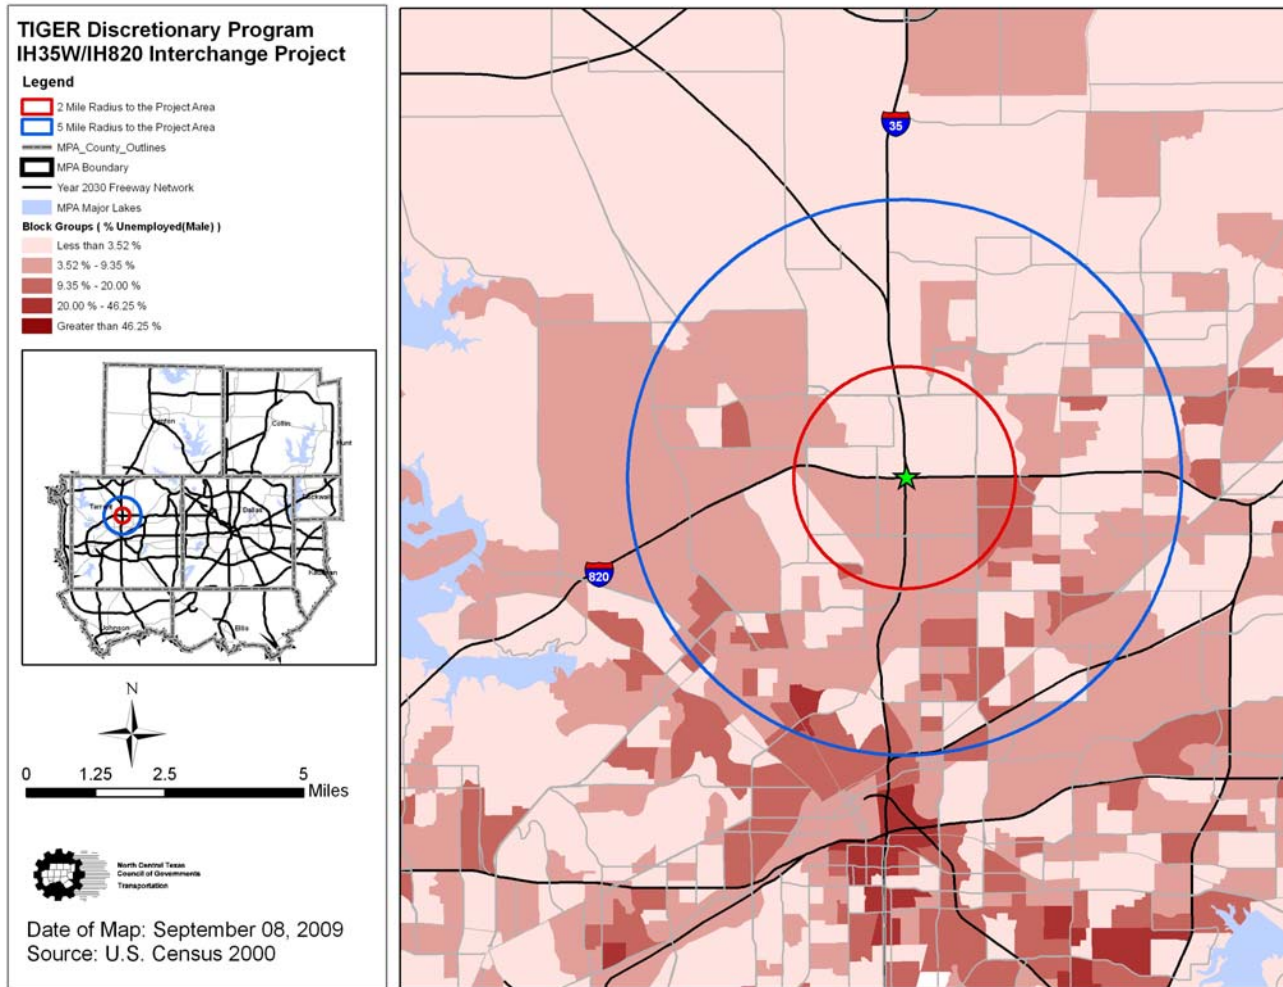 TIGER Discretionary Program
IH35W/IH820 Interchange Project
Legend
2 Mile Radius to the Project Area
5 Mile Radius to the Project Area
MPA_County_Outlines
MPA Boundary
Year 2030 Freeway Network
MPA Major Lakes
Block Groups ( % Unemployed(Male) )
Less than 3.52 %
3.52 % - 9.35 %
9.35 % - 20.00 %
20.00 % - 46.25 %
Greater than 46.25 %
Collin
Hunt
Dallas
Ellis
N
0 1.25 2.5 5
Miles
North Central Texas
Council of Governments
Transportation
Date of Map: September 08, 2009
Source: U.S. Census 2000
35
820